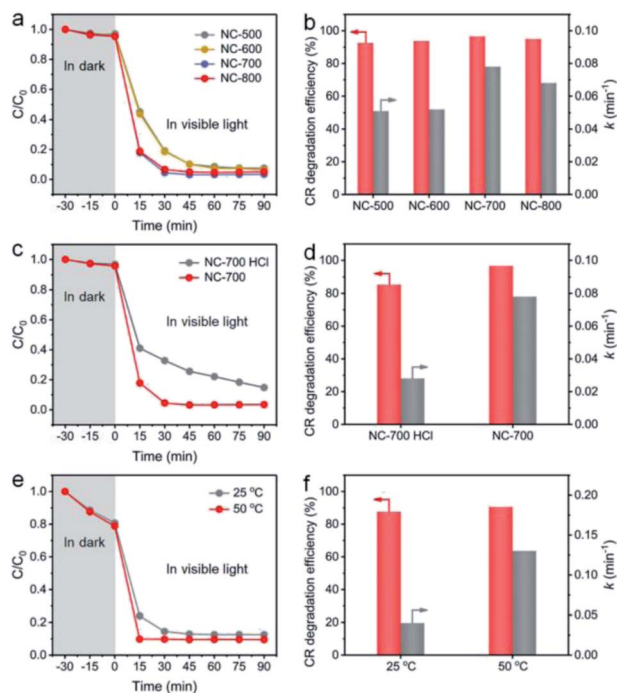 a
C/C₀
1.0
0.8
0.6
0.4
0.2
0.0
In dark
In visible light
NC-500
NC-600
NC-700
NC-800
-30 -15 0 15 30 45 60 75 90
Time (min)
b
CR degradation efficiency (%)
100
90
80
70
60
50
40
30
20
10
0
0.10
0.08
0.06
0.04
0.02
0.00
k (min⁻¹)
NC-500 NC-600 NC-700 NC-800
c
C/C₀
1.0
0.8
0.6
0.4
0.2
0.0
In dark
In visible light
NC-700 HCl
NC-700
-30 -15 0 15 30 45 60 75 90
Time (min)
d
CR degradation efficiency (%)
100
80
60
40
20
0
0.10
0.08
0.06
0.04
0.02
0.00
k (min⁻¹)
NC-700 HCl NC-700
e
C/C₀
1.0
0.8
0.6
0.4
0.2
0.0
In dark
In visible light
25 ºC
50 ºC
-30 -15 0 15 30 45 60 75 90
Time (min)
f
CR degradation efficiency (%)
100
80
60
40
20
0
0.20
0.15
0.10
0.05
0.00
k (min⁻¹)
25 ºC 50 ºC